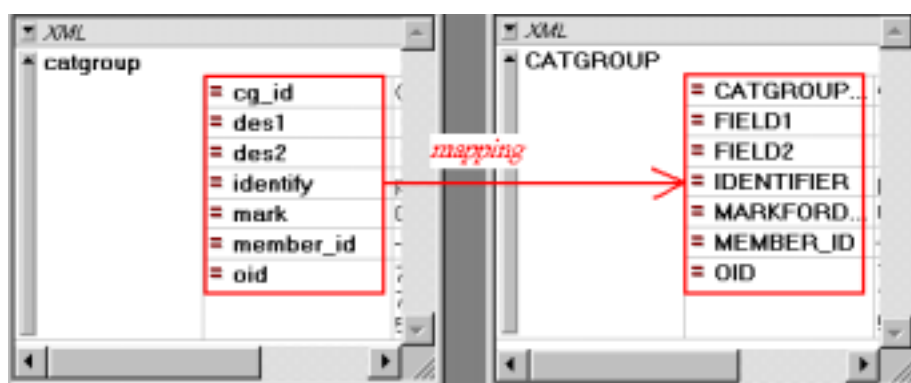 XML
catgroup
= cg_id
= des1
= des2
= identify
= mark
= member_id
= oid
mapping
XML
CATGROUP
= CATGROUP...
= FIELD1
= FIELD2
= IDENTIFIER
= MARKFORD...
= MEMBER_ID
= OID